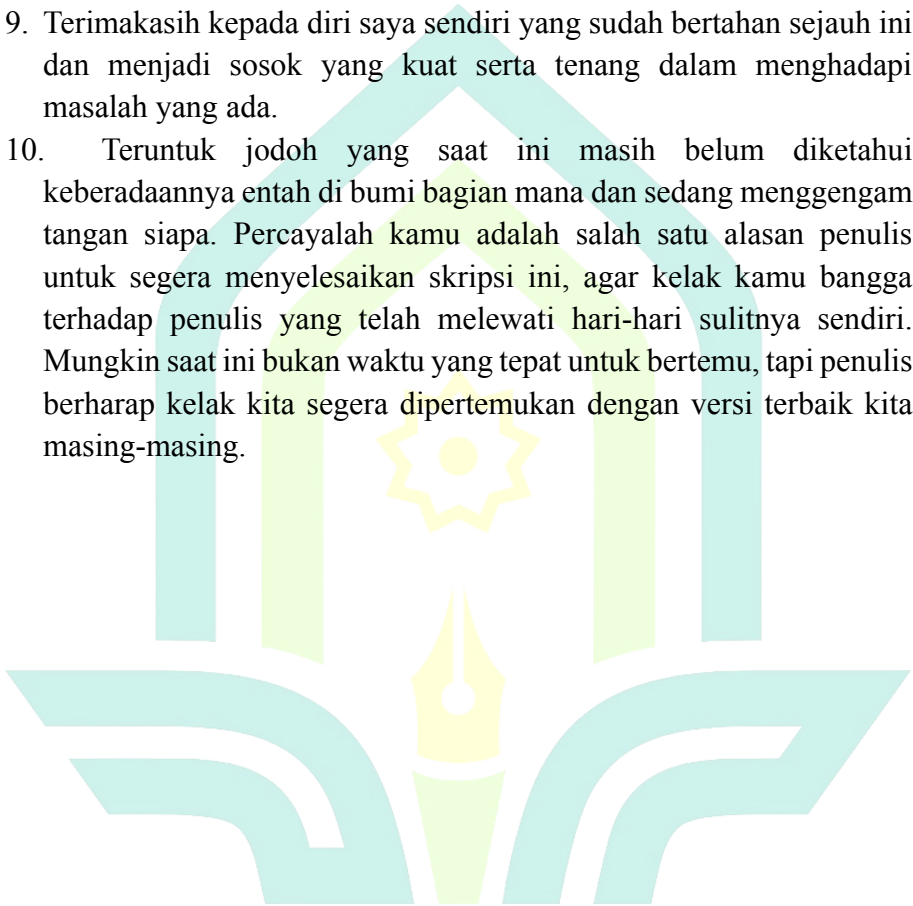 9. Terimakasih kepada diri saya sendiri yang sudah bertahan sejauh ini
dan menjadi sosok yang kuat serta tenang dalam menghadapi
masalah yang ada.
10. Teruntuk jodoh yang saat ini masih belum diketahui
keberadaannya entah di bumi bagian mana dan sedang menggengam
tangan siapa. Percayalah kamu adalah salah satu alasan penulis
untuk segera menyelesaikan skripsi ini, agar kelak kamu bangga
terhadap penulis yang telah melewati hari-hari sulitnya sendiri.
Mungkin saat ini bukan waktu yang tepat untuk bertemu, tapi penulis
berharap kelak kita segera dipertemukan dengan versi terbaik kita
masing-masing.